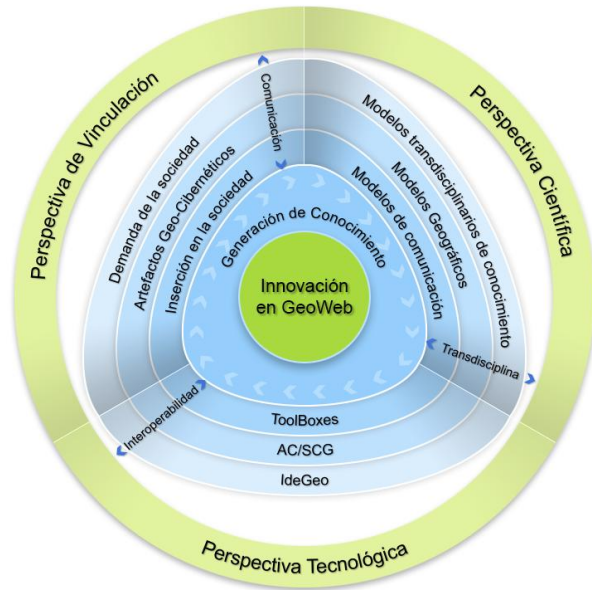 Perspectiva de Vinculación
Perspectiva Científica
Perspectiva Tecnológica
Comunicación
Transdisciplina
Interoperabilidad
Demanda de la sociedad
Artefactos Geo-Cibernéticos
Inserción en la sociedad
Modelos transdisciplinarios de conocimiento
Modelos Geográficos
Modelos de comunicación
Generación de Conocimiento
Innovación
en GeoWeb
ToolBoxes
AC/SCG
IdeGeo